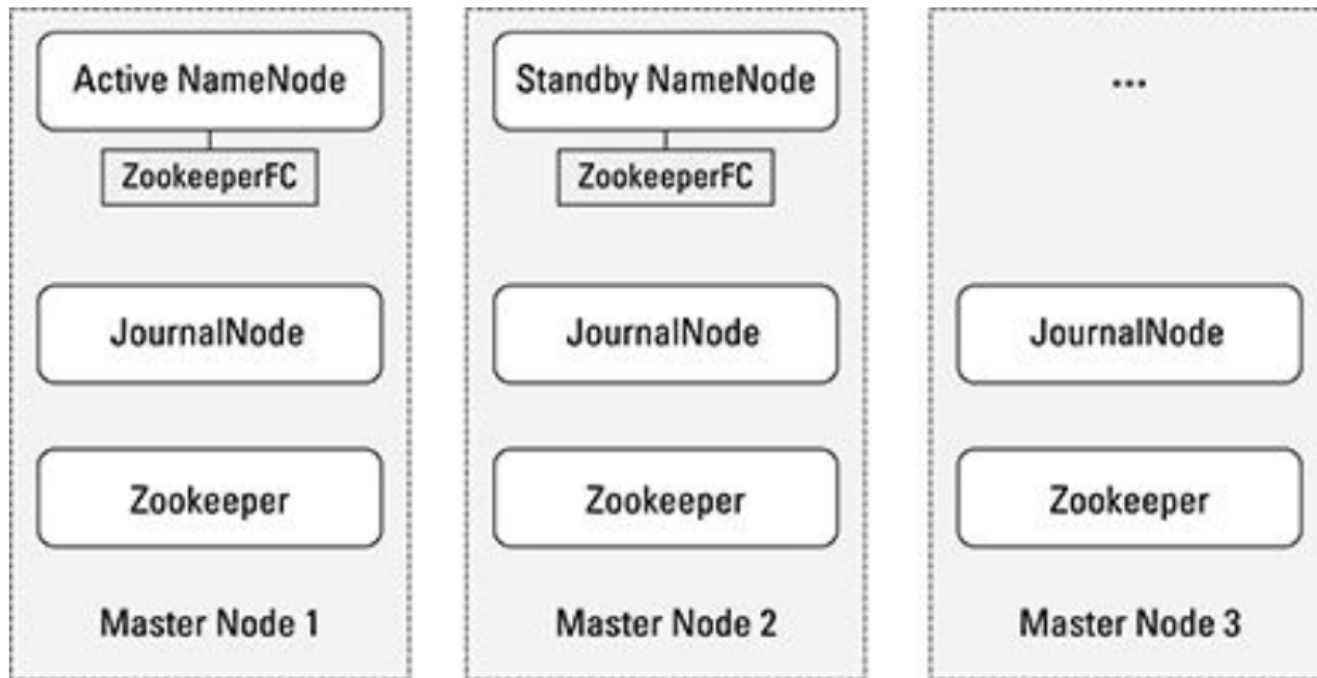 Active NameNode
ZookeeperFC
JournalNode
Zookeeper
Master Node 1
Standby NameNode
ZookeeperFC
JournalNode
Zookeeper
Master Node 2
...
JournalNode
Zookeeper
Master Node 3